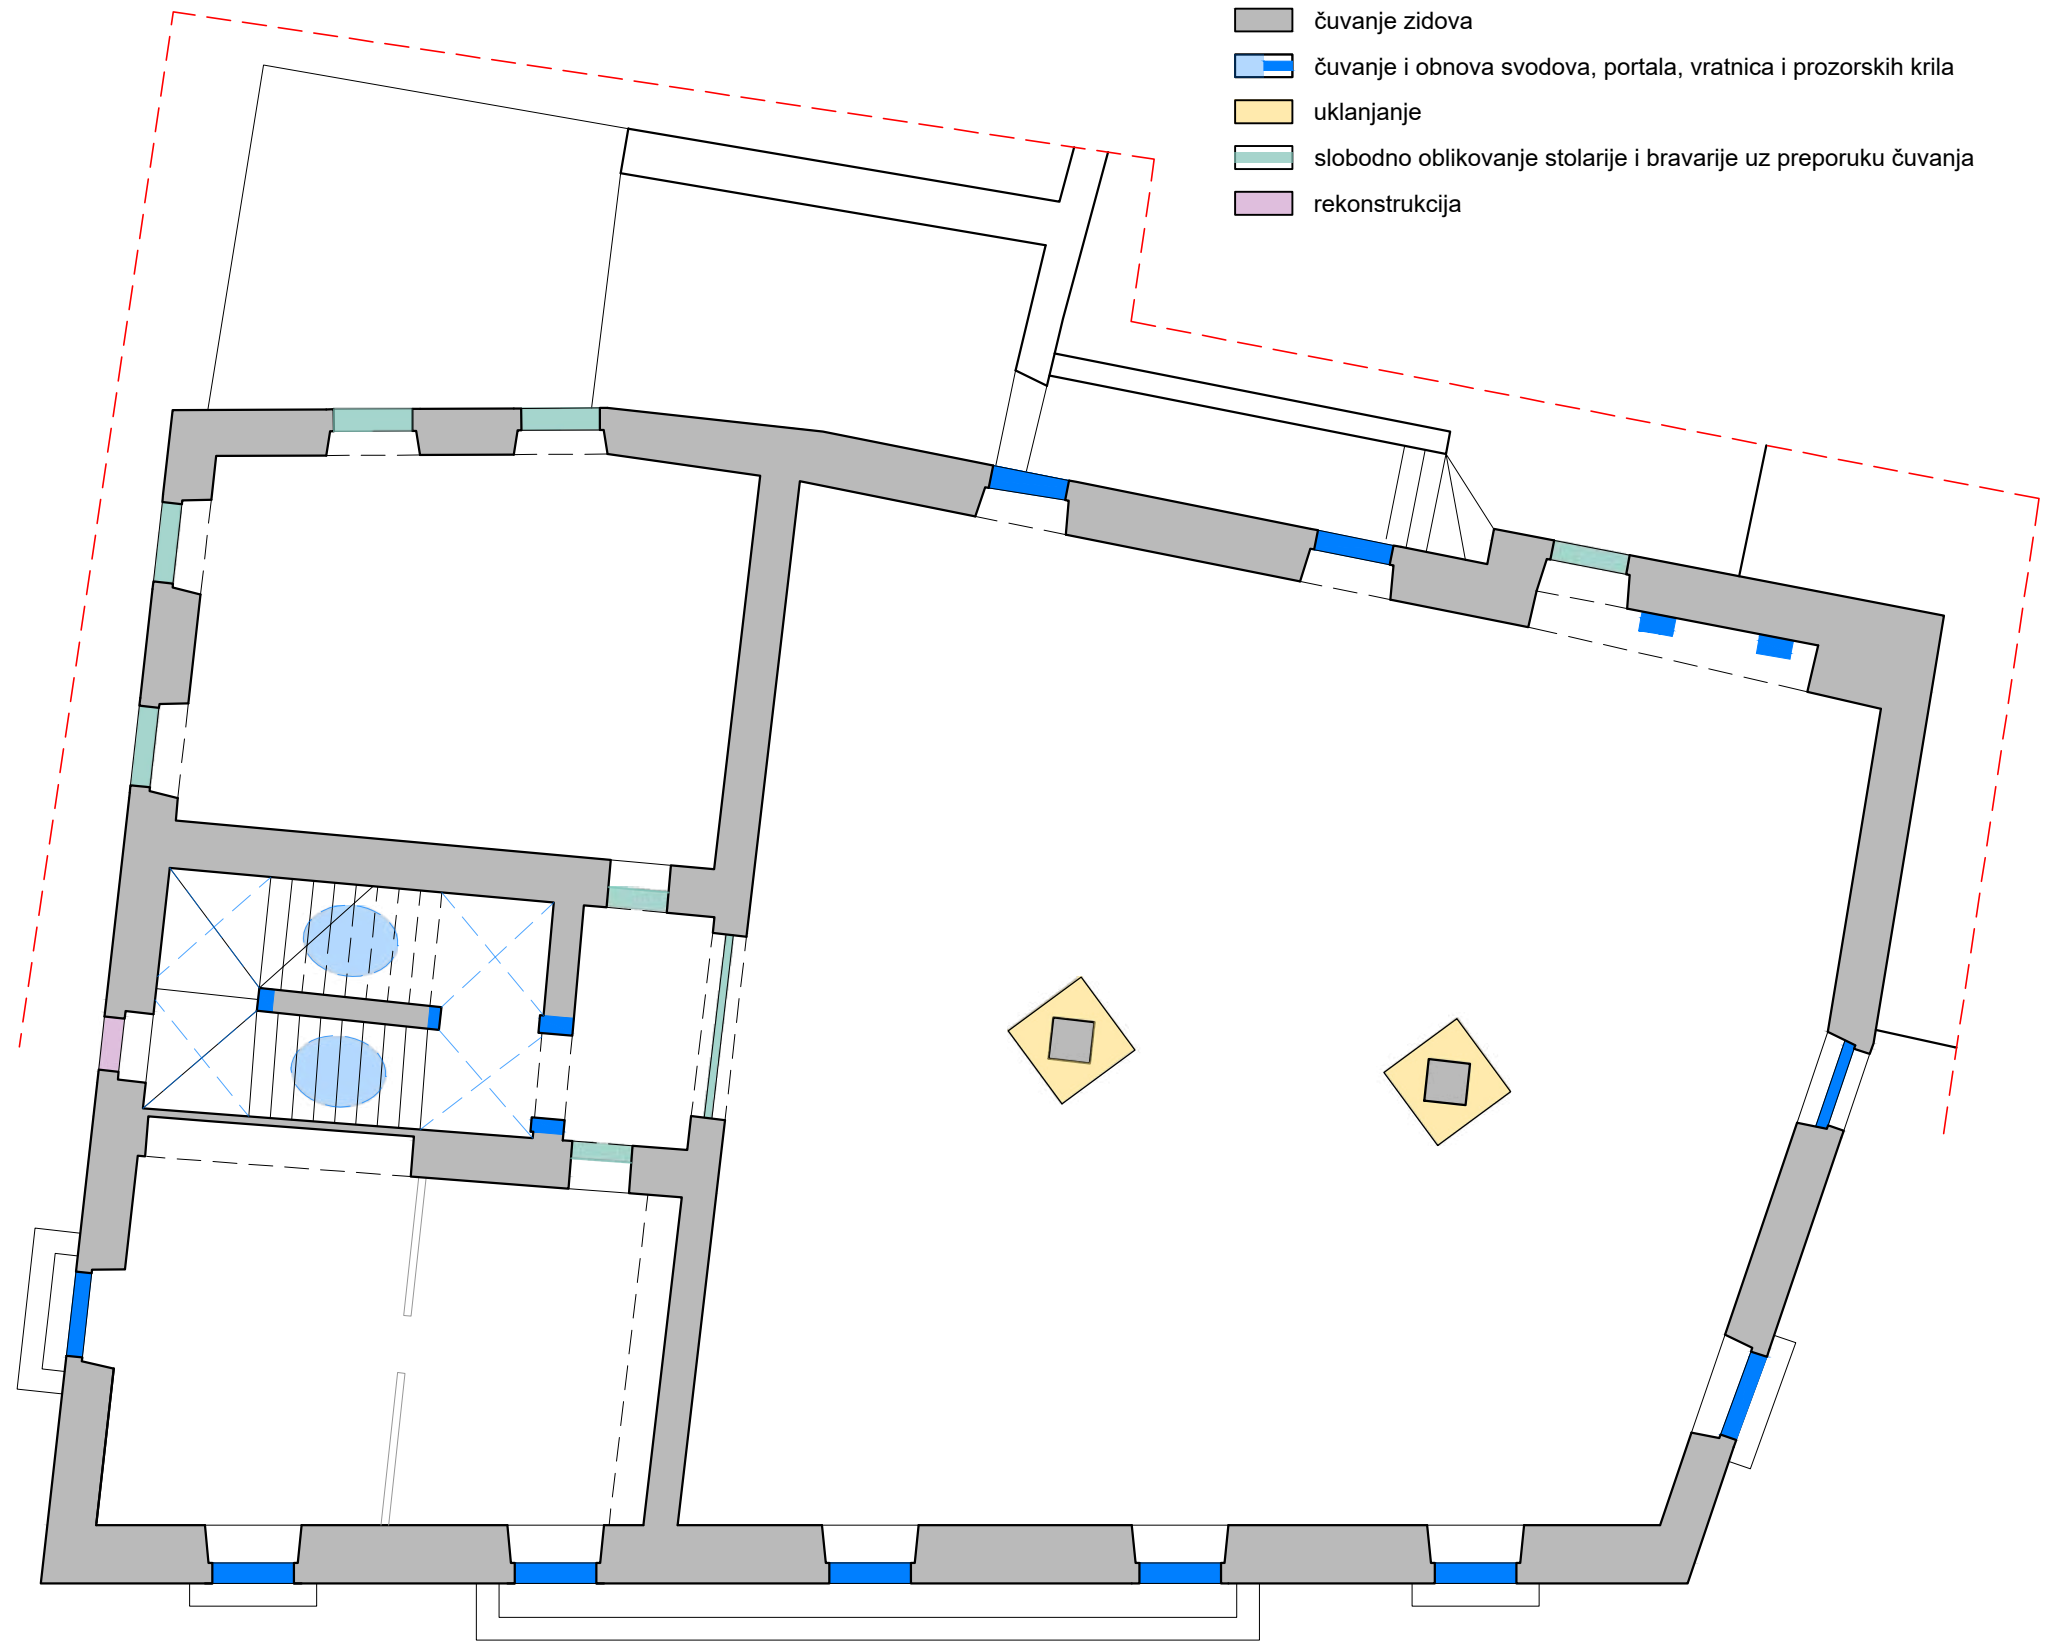 čuvanje zidova
čuvanje i obnova svodova, portala, vratnica i prozorskih krila
uklanjanje
slobodno oblikovanje stolarije i bravarije uz preporuku čuvanja
rekonstrukcija